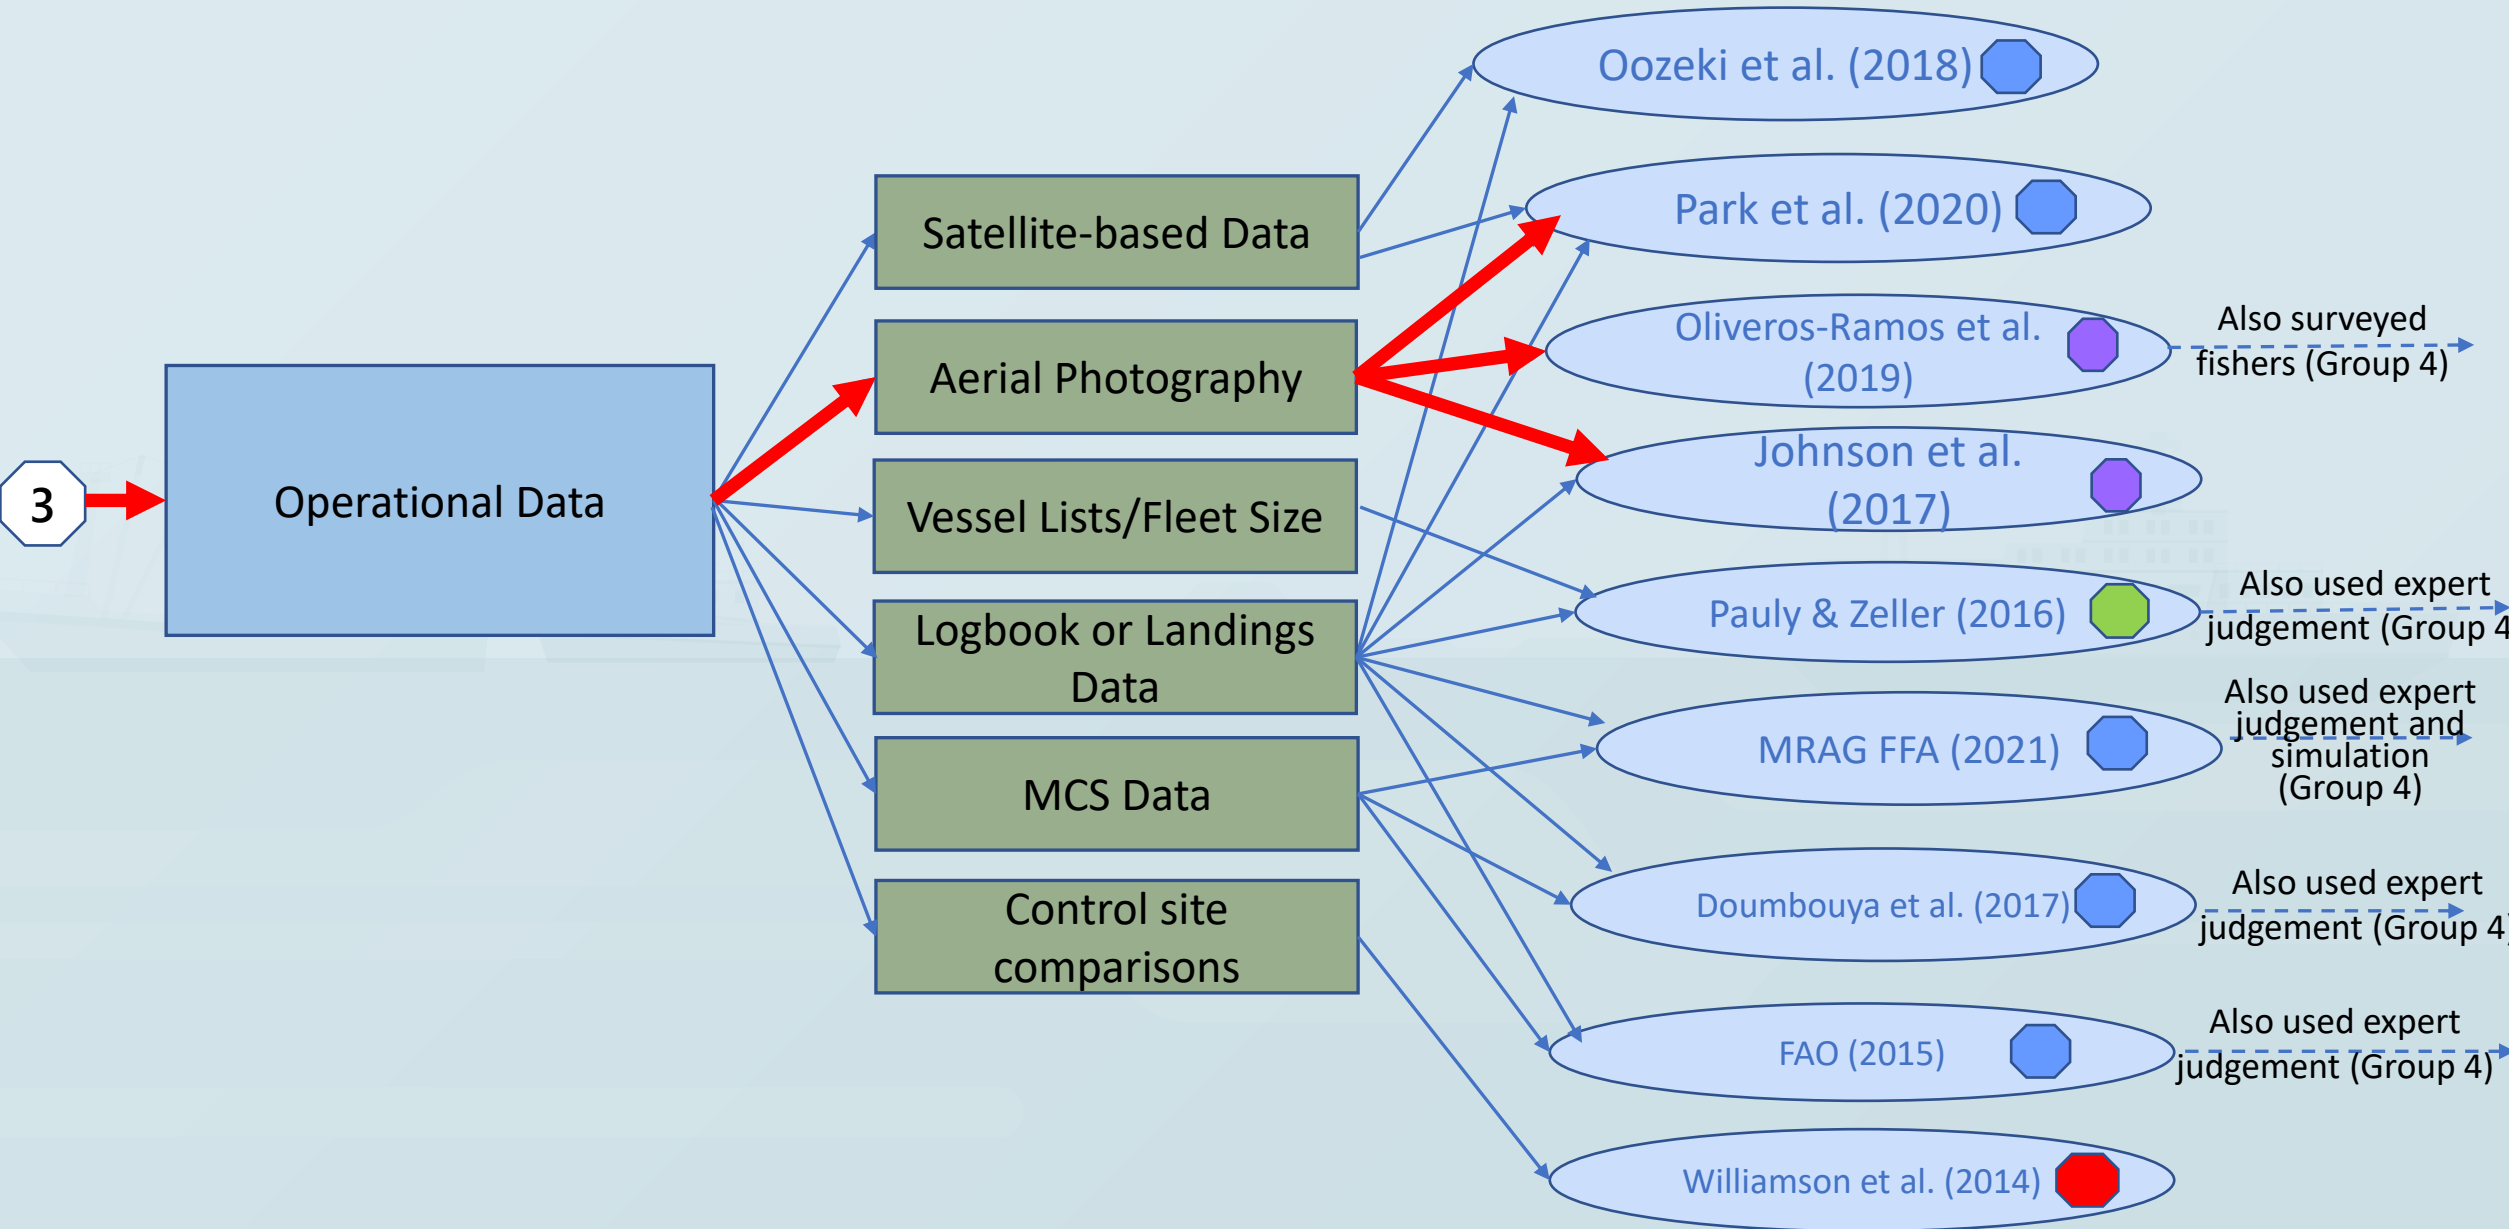 3
Operational Data
Satellite-based Data
Aerial Photography
Vessel Lists/Fleet Size
Logbook or Landings
Data
MCS Data
Control site
comparisons
Oozeki et al. (2018)
Park et al. (2020)
Oliveros-Ramos et al.
(2019)
Also surveyed
fishers (Group 4)
Johnson et al.
(2017)
Pauly & Zeller (2016)
Also used expert
judgement (Group 4
MRAG FFA (2021)
Also used expert
judgement and
simulation
(Group 4)
Doumbouya et al. (2017)
Also used expert
judgement (Group 4)
FAO (2015)
Also used expert
judgement (Group 4)
Williamson et al. (2014)